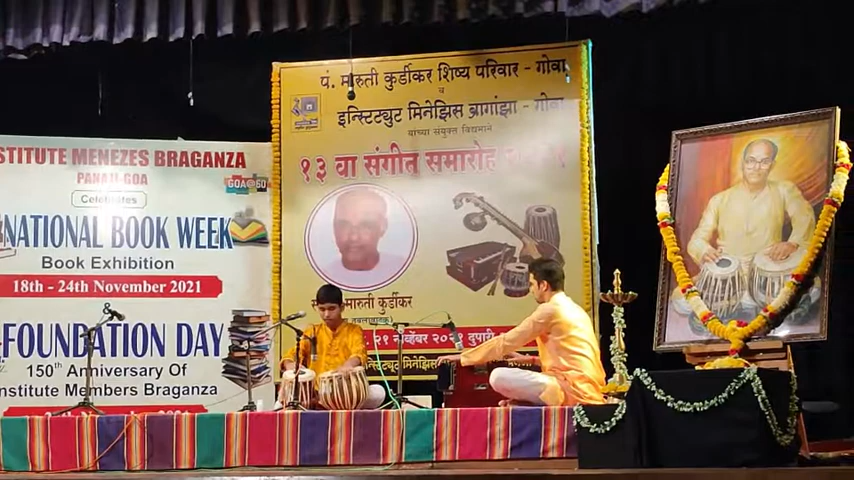 INSTITUTE MENEZES BRAGANZA
PANAJI-GOA
Celebrates
GOA@60
NATIONAL BOOK WEEK
Book Exhibition
18th - 24th November 2021
FOUNDATION DAY
150th Anniversary Of
Institute Menezes Braganza
पं. मारुती कुर्डीकर शिष्य परिवार - गोवा
व
इन्स्टिट्युट मिनेझिस ब्रागांझा - गोवा
यांच्या संयुक्त विद्यमाने
१३ वा संगीत समारोह
पं. मारुती कुर्डीकर